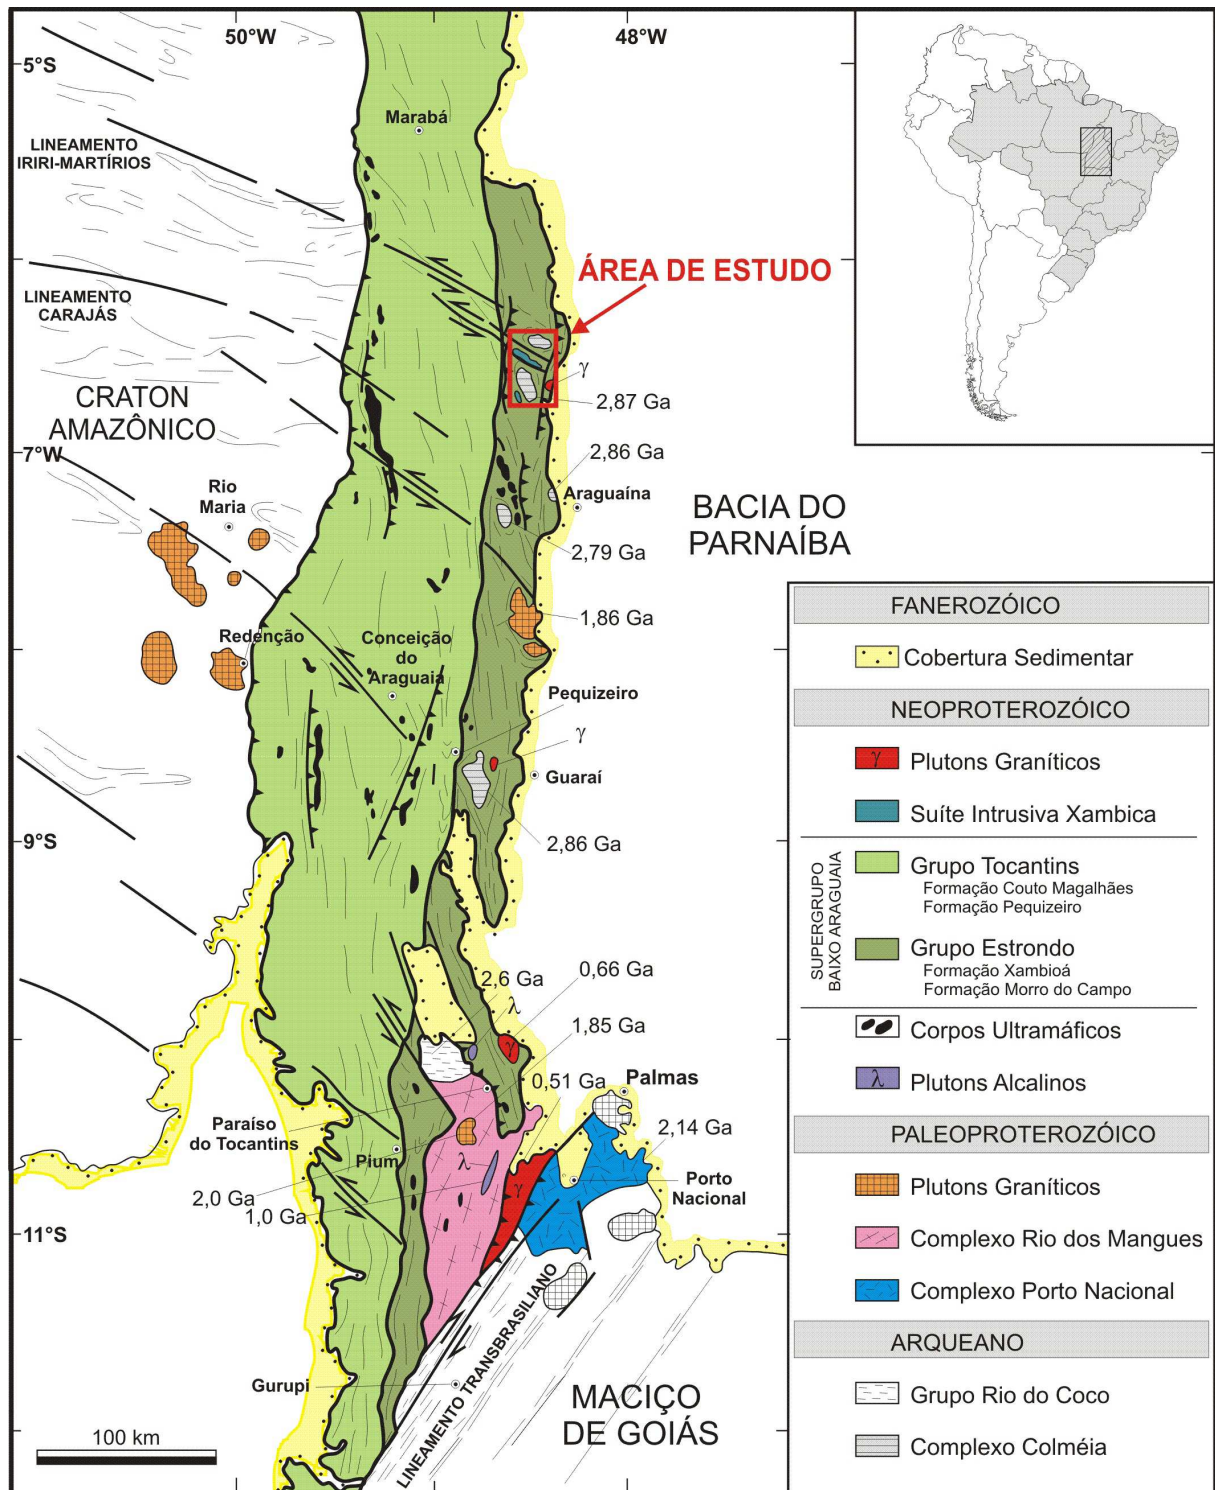 50°W
48°W
5°S
Marabá
LINEAMENTO
IRIRI-MARTÍRIOS
ÁREA DE ESTUDO
LINEAMENTO
CARAJÁS
γ
CRATON
AMAZÔNICO
2,87 Ga
7°W
2,86 Ga
Rio
Maria
Araguaína
BACIA DO
PARNAÍBA
2,79 Ga
1,86 Ga
Redenção
Conceição
do
Araguaia
Pequizeiro
γ
Guaraí
9°S
2,86 Ga
2,6 Ga
0,66 Ga
λ
1,85 Ga
γ
0,51 Ga
Palmas
Paraíso
do Tocantins
2,14 Ga
Pium
λ
γ
Porto
Nacional
2,0 Ga
1,0 Ga
11°S
LINEAMENTO TRANSBRASILIANO
Gurupi
MACIÇO
DE GOIÁS
100 km
FANEROZÓICO
Cobertura Sedimentar
NEOPROTEROZÓICO
γ
Plutons Graníticos
Suíte Intrusiva Xambica
SUPERGRUPO
BAIXO ARAGUAIA
Grupo Tocantins
Formação Couto Magalhães
Formação Pequizeiro
Grupo Estrondo
Formação Xambioá
Formação Morro do Campo
Corpos Ultramáficos
λ
Plutons Alcalinos
PALEOPROTEROZÓICO
Plutons Graníticos
Complexo Rio dos Mangues
Complexo Porto Nacional
ARQUEANO
Grupo Rio do Coco
Complexo Colméia